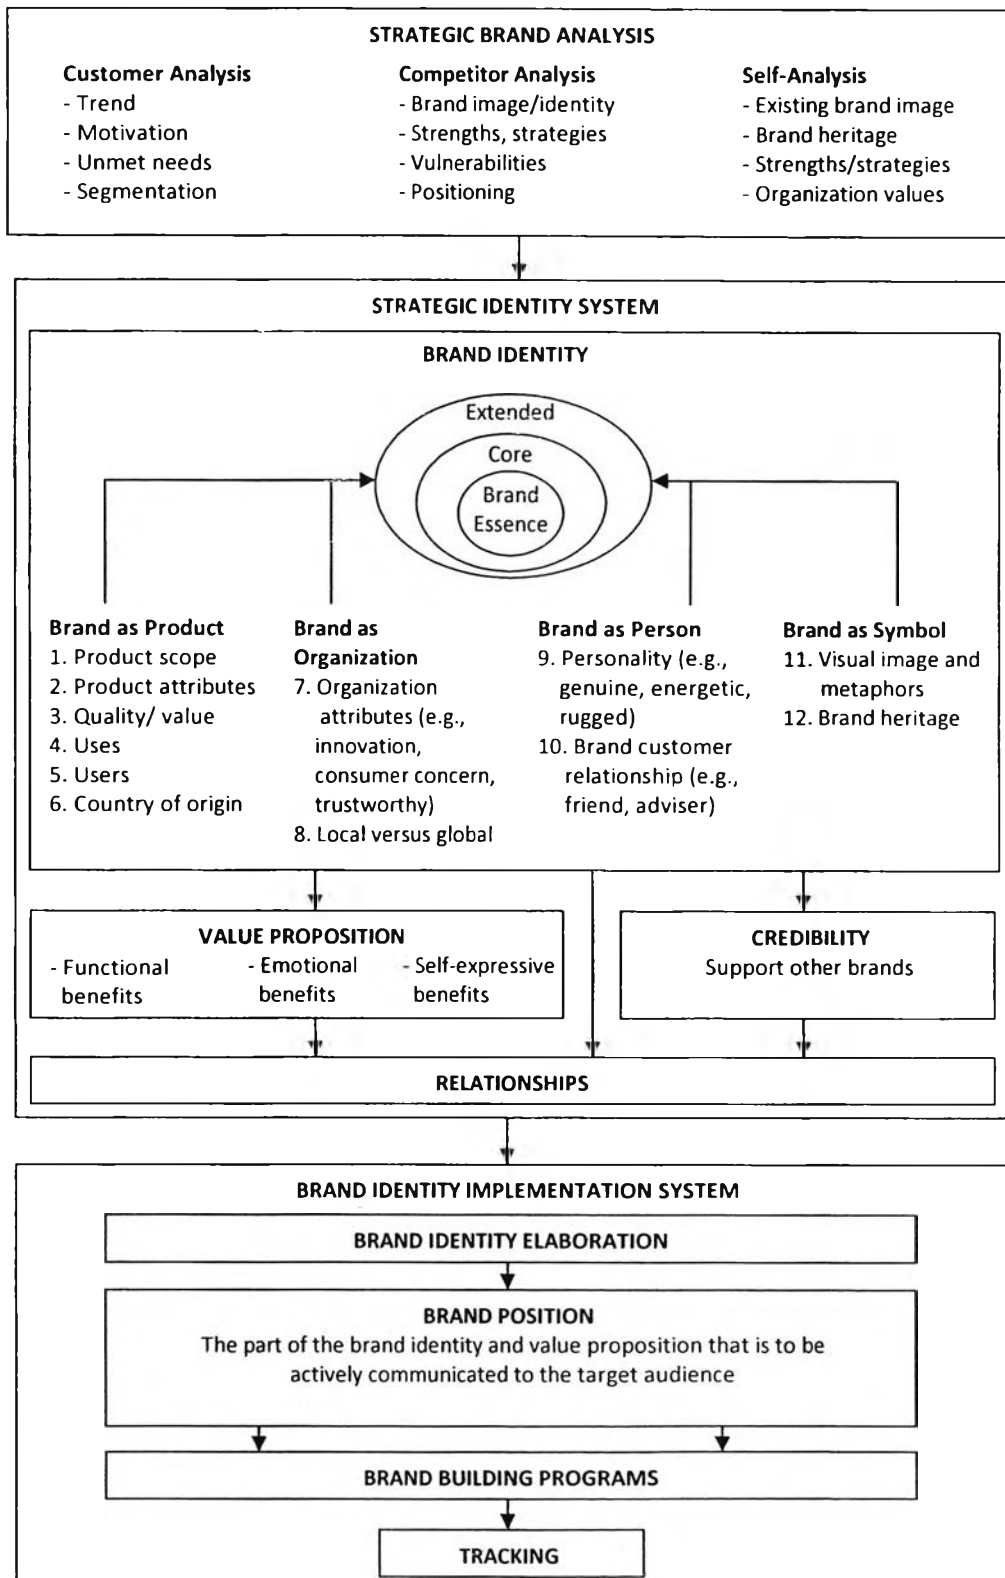 STRATEGIC BRAND ANALYSIS
Customer Analysis
- Trend
- Motivation
- Unmet needs
- Segmentation
Competitor Analysis
- Brand image/identity
- Strengths, strategies
- Vulnerabilities
- Positioning
Self-Analysis
- Existing brand image
- Brand heritage
- Strengths/strategies
- Organization values
STRATEGIC IDENTITY SYSTEM
BRAND IDENTITY
Extended
Core
Brand
Essence
Brand as Product
1. Product scope
2. Product attributes
3. Quality/ value
4. Uses
5. Users
6. Country of origin
Brand as
Organization
7. Organization
attributes (e.g.,
innovation,
consumer concern,
trustworthy)
8. Local versus global
Brand as Person
9. Personality (e.g.,
genuine, energetic,
rugged)
10. Brand customer
relationship (e.g.,
friend, adviser)
Brand as Symbol
11. Visual image and
metaphors
12. Brand heritage
VALUE PROPOSITION
- Functional
benefits
- Emotional
benefits
- Self-expressive
benefits
CREDIBILITY
Support other brands
RELATIONSHIPS
BRAND IDENTITY IMPLEMENTATION SYSTEM
BRAND IDENTITY ELABORATION
BRAND POSITION
The part of the brand identity and value proposition that is to be
actively communicated to the target audience
BRAND BUILDING PROGRAMS
TRACKING